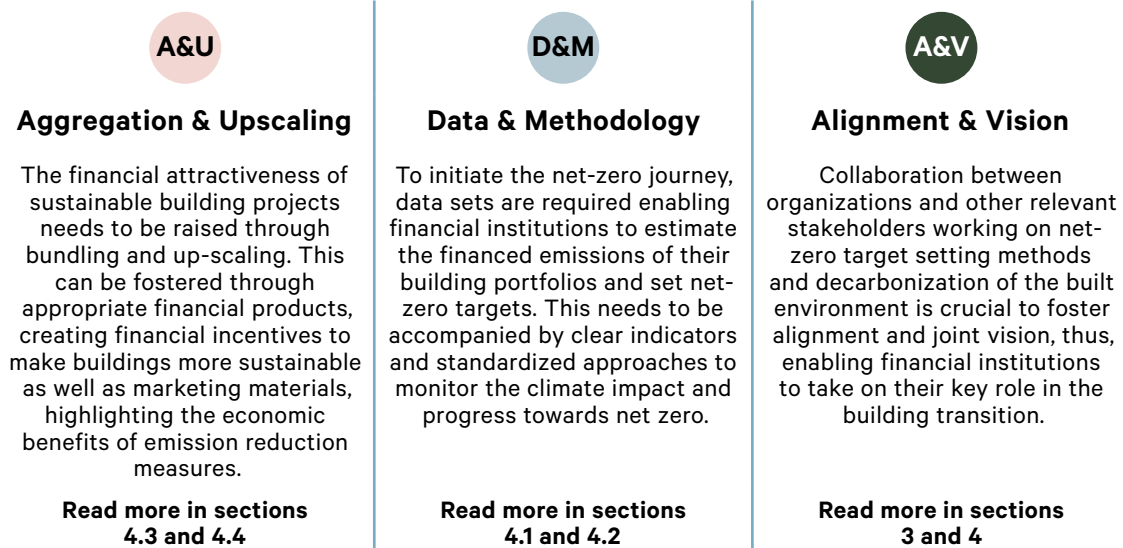 A&U
Aggregation & Upscaling
The financial attractiveness of
sustainable building projects
needs to be raised through
bundling and up-scaling. This
can be fostered through
appropriate financial products,
creating financial incentives to
make buildings more sustainable
as well as marketing materials,
highlighting the economic
benefits of emission reduction
measures.
Read more in sections
4.3 and 4.4
D&M
Data & Methodology
To initiate the net-zero journey,
data sets are required enabling
financial institutions to estimate
the financed emissions of their
building portfolios and set net-
zero targets. This needs to be
accompanied by clear indicators
and standardized approaches to
monitor the climate impact and
progress towards net zero.
Read more in sections
4.1 and 4.2
A&V
Alignment & Vision
Collaboration between
organizations and other relevant
stakeholders working on net-
zero target setting methods
and decarbonization of the built
environment is crucial to foster
alignment and joint vision, thus,
enabling financial institutions
to take on their key role in the
building transition.
Read more in sections
3 and 4